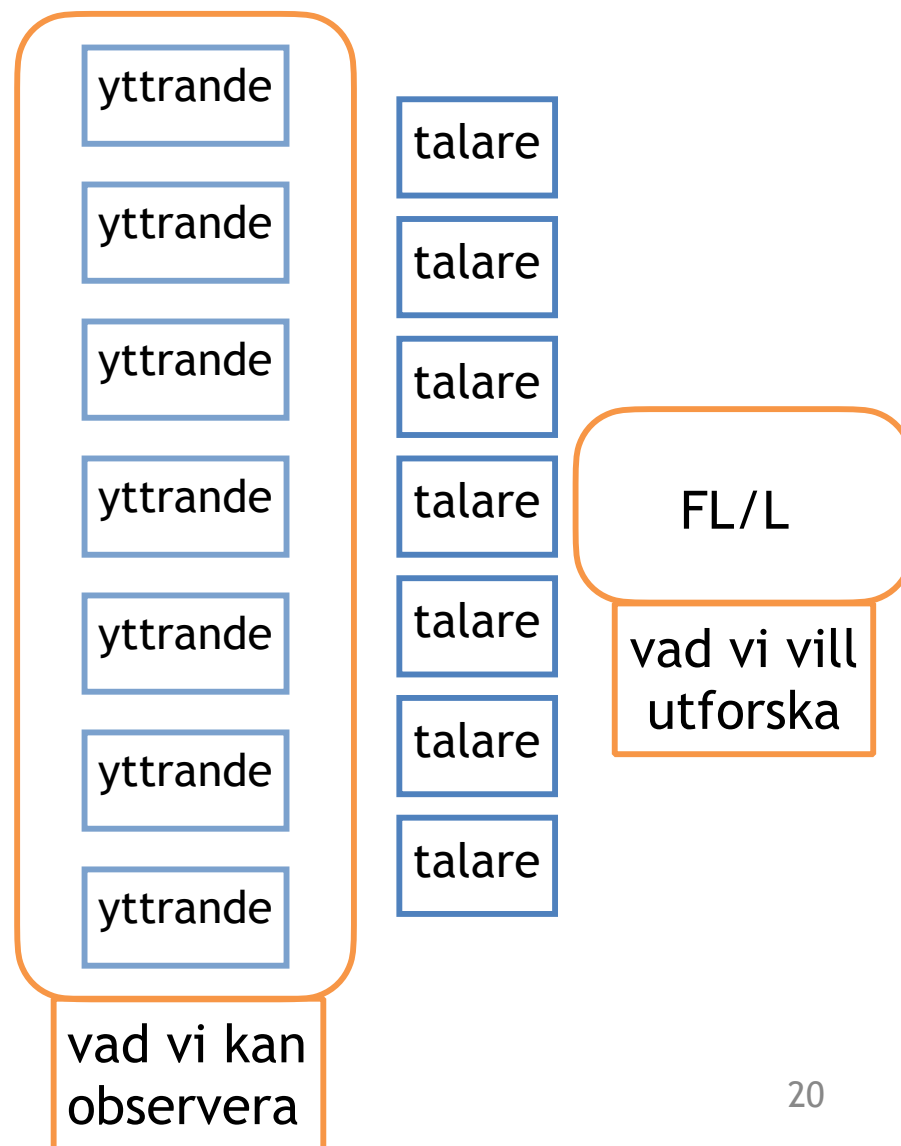 yttrande
yttrande
yttrande
yttrande
yttrande
yttrande
yttrande
vad vi kan
observera
talare
talare
talare
talare
talare
talare
talare
FL/L
vad vi vill
utforska
20